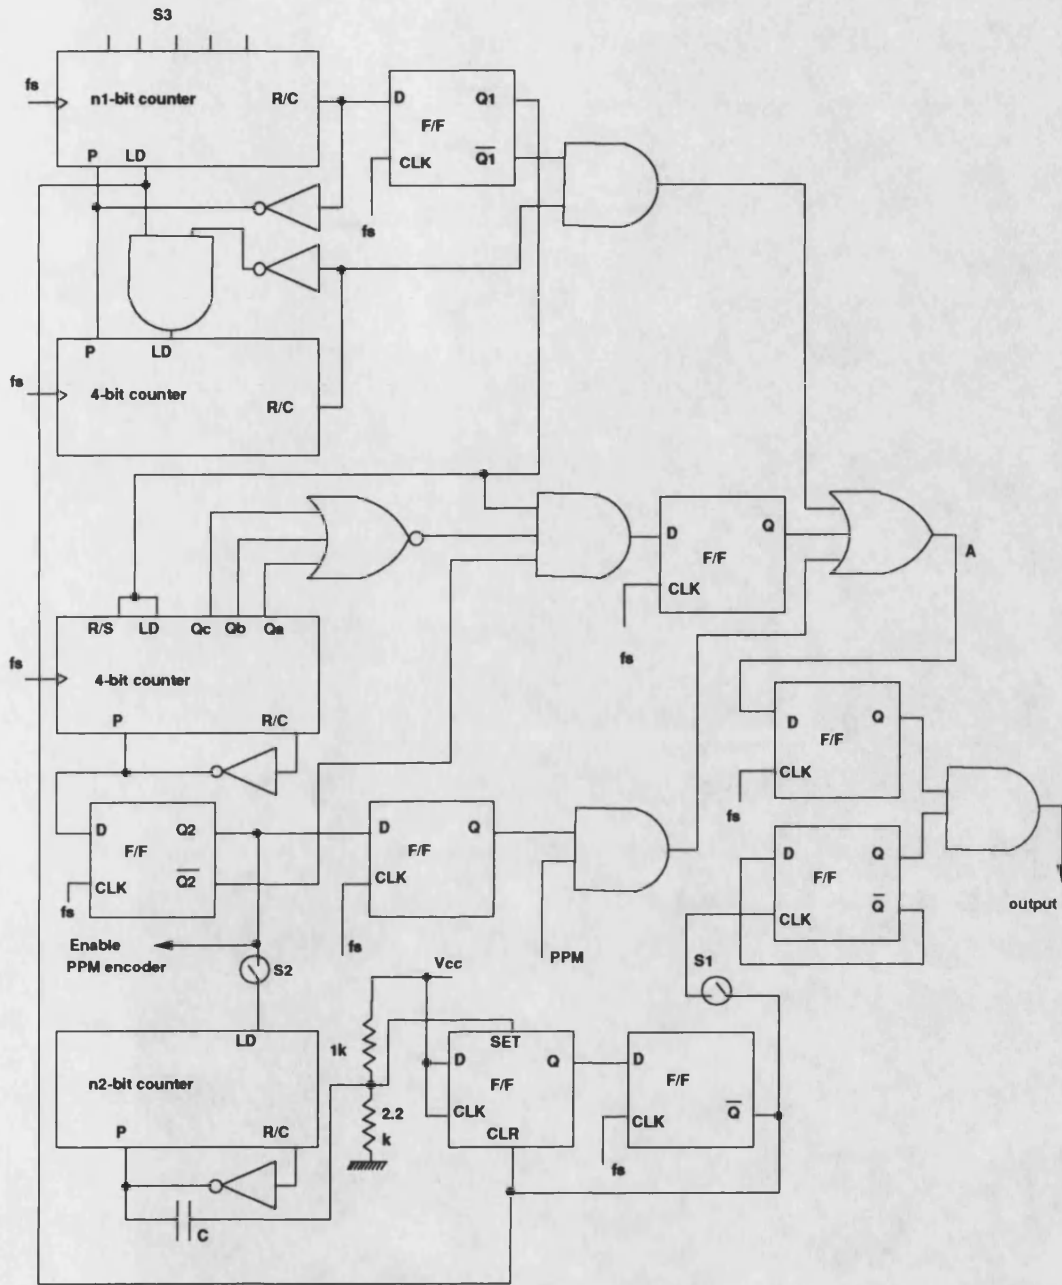 S3
fs
n1-bit counter
R/C
P
LD
D
Q1
F/F
CLK
Q1
fs
P
LD
fs
4-bit counter
R/C
R/S
LD
Qc
Qb
Qa
fs
4-bit counter
P
R/C
D
Q
F/F
CLK
fs
A
D
Q
F/F
CLK
fs
D
Q
F/F
CLK
Q
output
D
Q2
F/F
CLK
Q2
fs
D
Q
F/F
CLK
fs
PPM
Enable
PPM encoder
S2
S1
Vcc
1k
2.2
k
LD
n2-bit counter
P
R/C
C
SET
D
Q
F/F
CLK
CLR
D
F/F
Q
CLK
fs